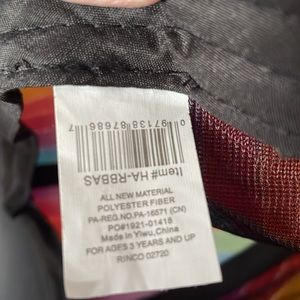 7 97138 87686 0
Item# HA-RBBAS
ALL NEW MATERIAL
POLYESTER FIBER
PA-REG.NO.PA-16571 (CN)
PO#1921-01418
Made in Yiwu,China
FOR AGES 3 YEARS AND UP
RINCO 02720